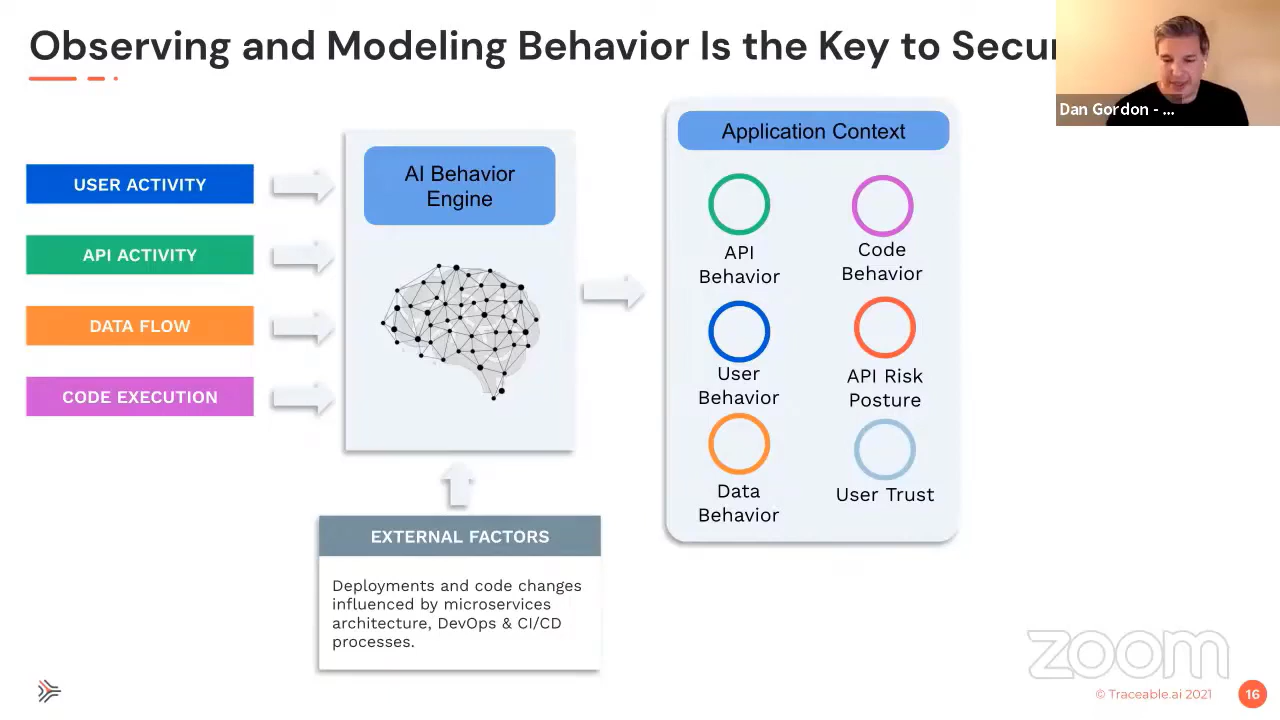 Observing and Modeling Behavior Is the Key to Secur
Dan Gordon - ...
USER ACTIVITY
API ACTIVITY
DATA FLOW
CODE EXECUTION
AI Behavior
Engine
EXTERNAL FACTORS
Deployments and code changes
influenced by microservices
architecture, DevOps & CI/CD
processes.
Application Context
API
Behavior
Code
Behavior
User
Behavior
API Risk
Posture
Data
Behavior
User Trust
zoom
© Traceable.ai 2021
16